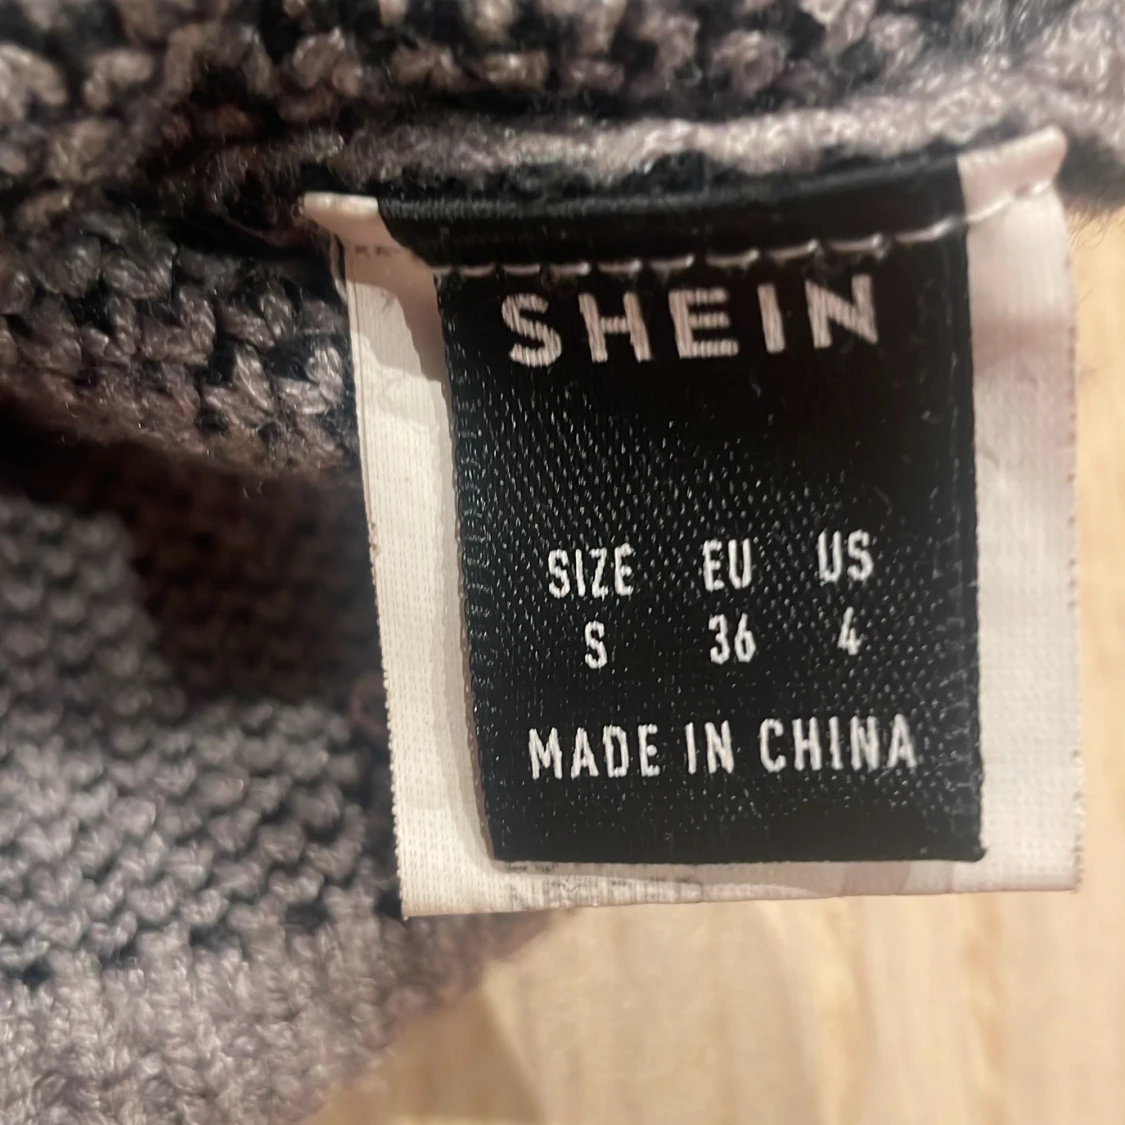 SHEIN
SIZE EU US
S 36 4
MADE IN CHINA